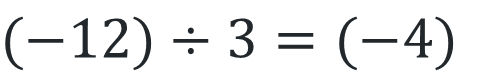 (−12) ÷ 3 = (−4)